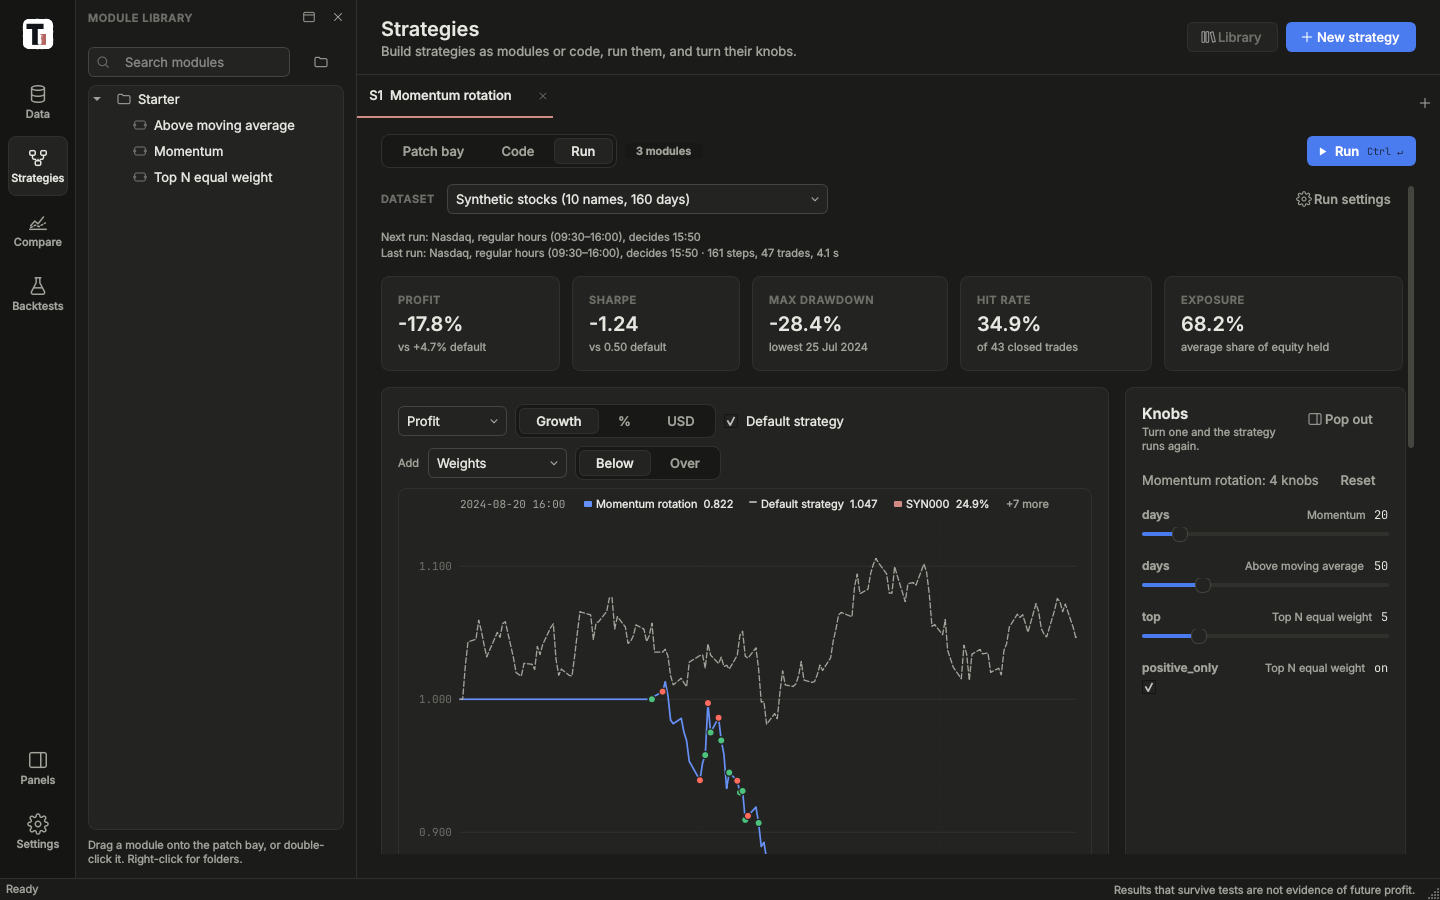 MODULE LIBRARY
Search modules
Starter
Above moving average
Momentum
Top N equal weight
Drag a module onto the patch bay, or double-
click it. Right-click for folders.
Data
Strategies
Compare
Backtests
Panels
Settings
Strategies
Build strategies as modules or code, run them, and turn their knobs.
Library
+ New strategy
S1 Momentum rotation
Patch bay
Code
Run
3 modules
Run Ctrl ↵
DATASET
Synthetic stocks (10 names, 160 days)
Run settings
Next run: Nasdaq, regular hours (09:30–16:00), decides 15:50
Last run: Nasdaq, regular hours (09:30–16:00), decides 15:50 · 161 steps, 47 trades, 4.1 s
PROFIT
-17.8%
vs +4.7% default
SHARPE
-1.24
vs 0.50 default
MAX DRAWDOWN
-28.4%
lowest 25 Jul 2024
HIT RATE
34.9%
of 43 closed trades
EXPOSURE
68.2%
average share of equity held
Profit
Growth
%
USD
Default strategy
Add
Weights
Below
Over
2024-08-20 16:00
Momentum rotation 0.822
Default strategy 1.047
SYN000 24.9%
+7 more
1.100
1.000
0.900
Knobs
Turn one and the strategy
runs again.
Pop out
Momentum rotation: 4 knobs
Reset
days Momentum 20
days Above moving average 50
top Top N equal weight 5
positive_only Top N equal weight on
Ready
Results that survive tests are not evidence of future profit.